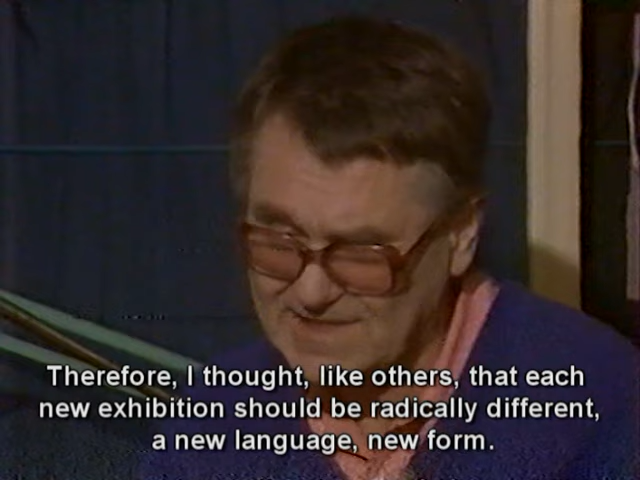 Therefore, I thought, like others, that each
new exhibition should be radically different,
a new language, new form.